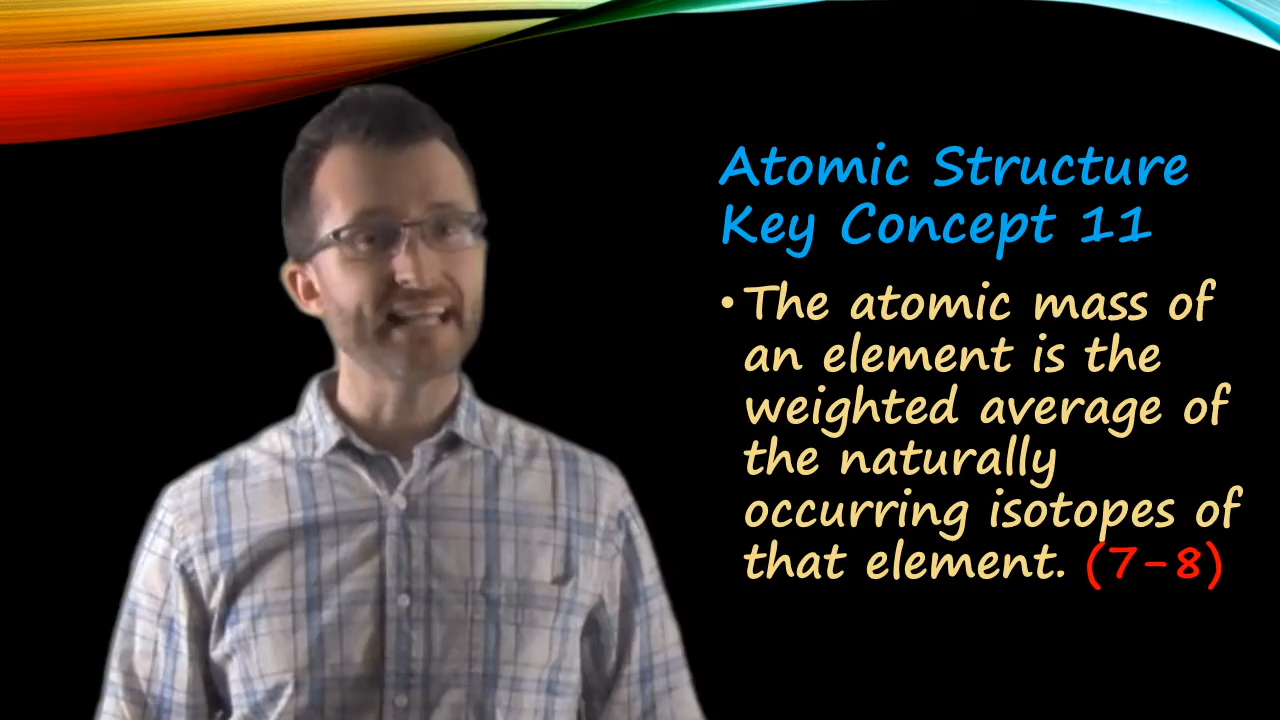 Atomic Structure
Key Concept 11
• The atomic mass of
an element is the
weighted average of
the naturally
occurring isotopes of
that element. (7-8)